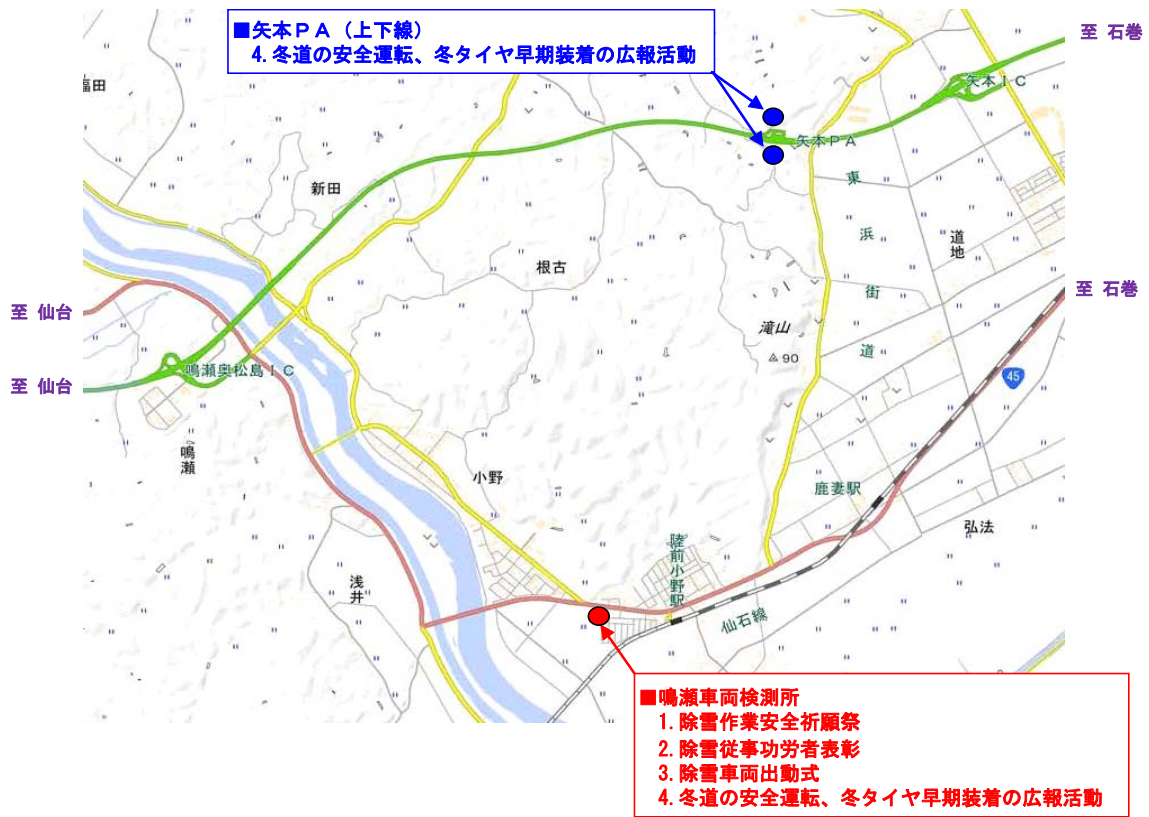 ■矢本ＰＡ（上下線）
4.冬道の安全運転、冬タイヤ早期装着の広報活動
至 石巻
福田
矢本ＩＣ
矢本ＰＡ
新田
東浜街道
道地
根古
至 石巻
至 仙台
滝山
90
鳴瀬奥松島ＩＣ
45
至 仙台
鳴瀬
小野
鹿妻駅
弘法
陸前小野駅
浅井
仙石線
■鳴瀬車両検測所
1.除雪作業安全祈願祭
2.除雪従事功労者表彰
3.除雪車両出動式
4.冬道の安全運転、冬タイヤ早期装着の広報活動